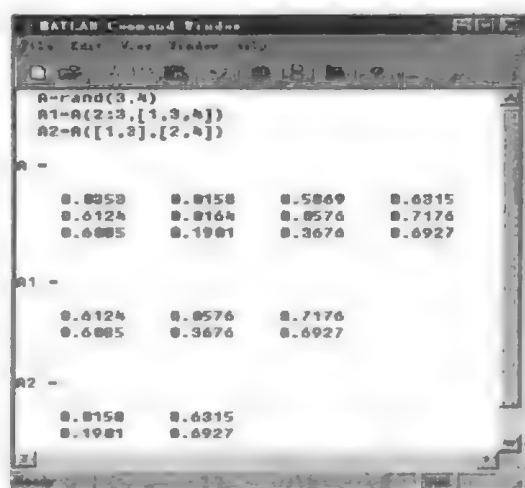 MATLAB Command Window
File Edit View Window Help
A=rand(3,4)
A1=A(2:3,[1,3,4])
A2=A([1,3],[2,4])
A =
0.0353 0.0158 0.5869 0.6315
0.6124 0.0164 0.0576 0.7176
0.6085 0.1901 0.3676 0.6927
A1 =
0.6124 0.0576 0.7176
0.6085 0.3676 0.6927
A2 =
0.0158 0.6315
0.1901 0.6927
Ready